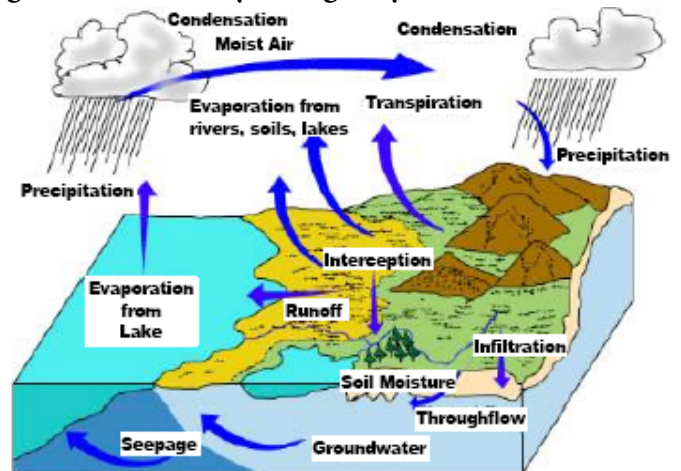 Condensation
Moist Air
Condensation
Evaporation from
rivers, soils, lakes
Transpiration
Precipitation
Precipitation
Interception
Evaporation
from
Lake
Runoff
Infiltration
Soil Moisture
Throughflow
Seepage
Groundwater